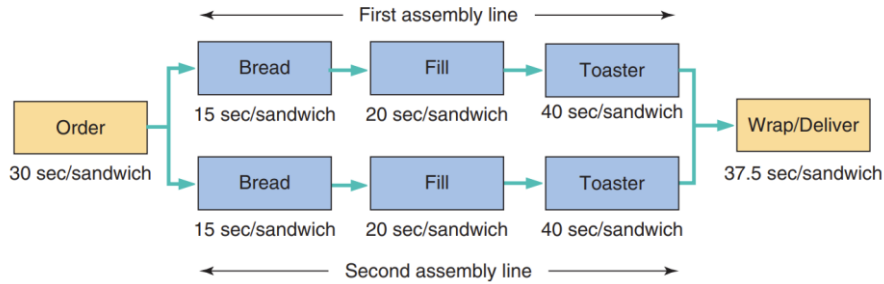 First assembly line
Bread
Fill
Toaster
15 sec/sandwich
20 sec/sandwich
40 sec/sandwich
Order
30 sec/sandwich
Wrap/Deliver
37.5 sec/sandwich
Bread
Fill
Toaster
15 sec/sandwich
20 sec/sandwich
40 sec/sandwich
Second assembly line